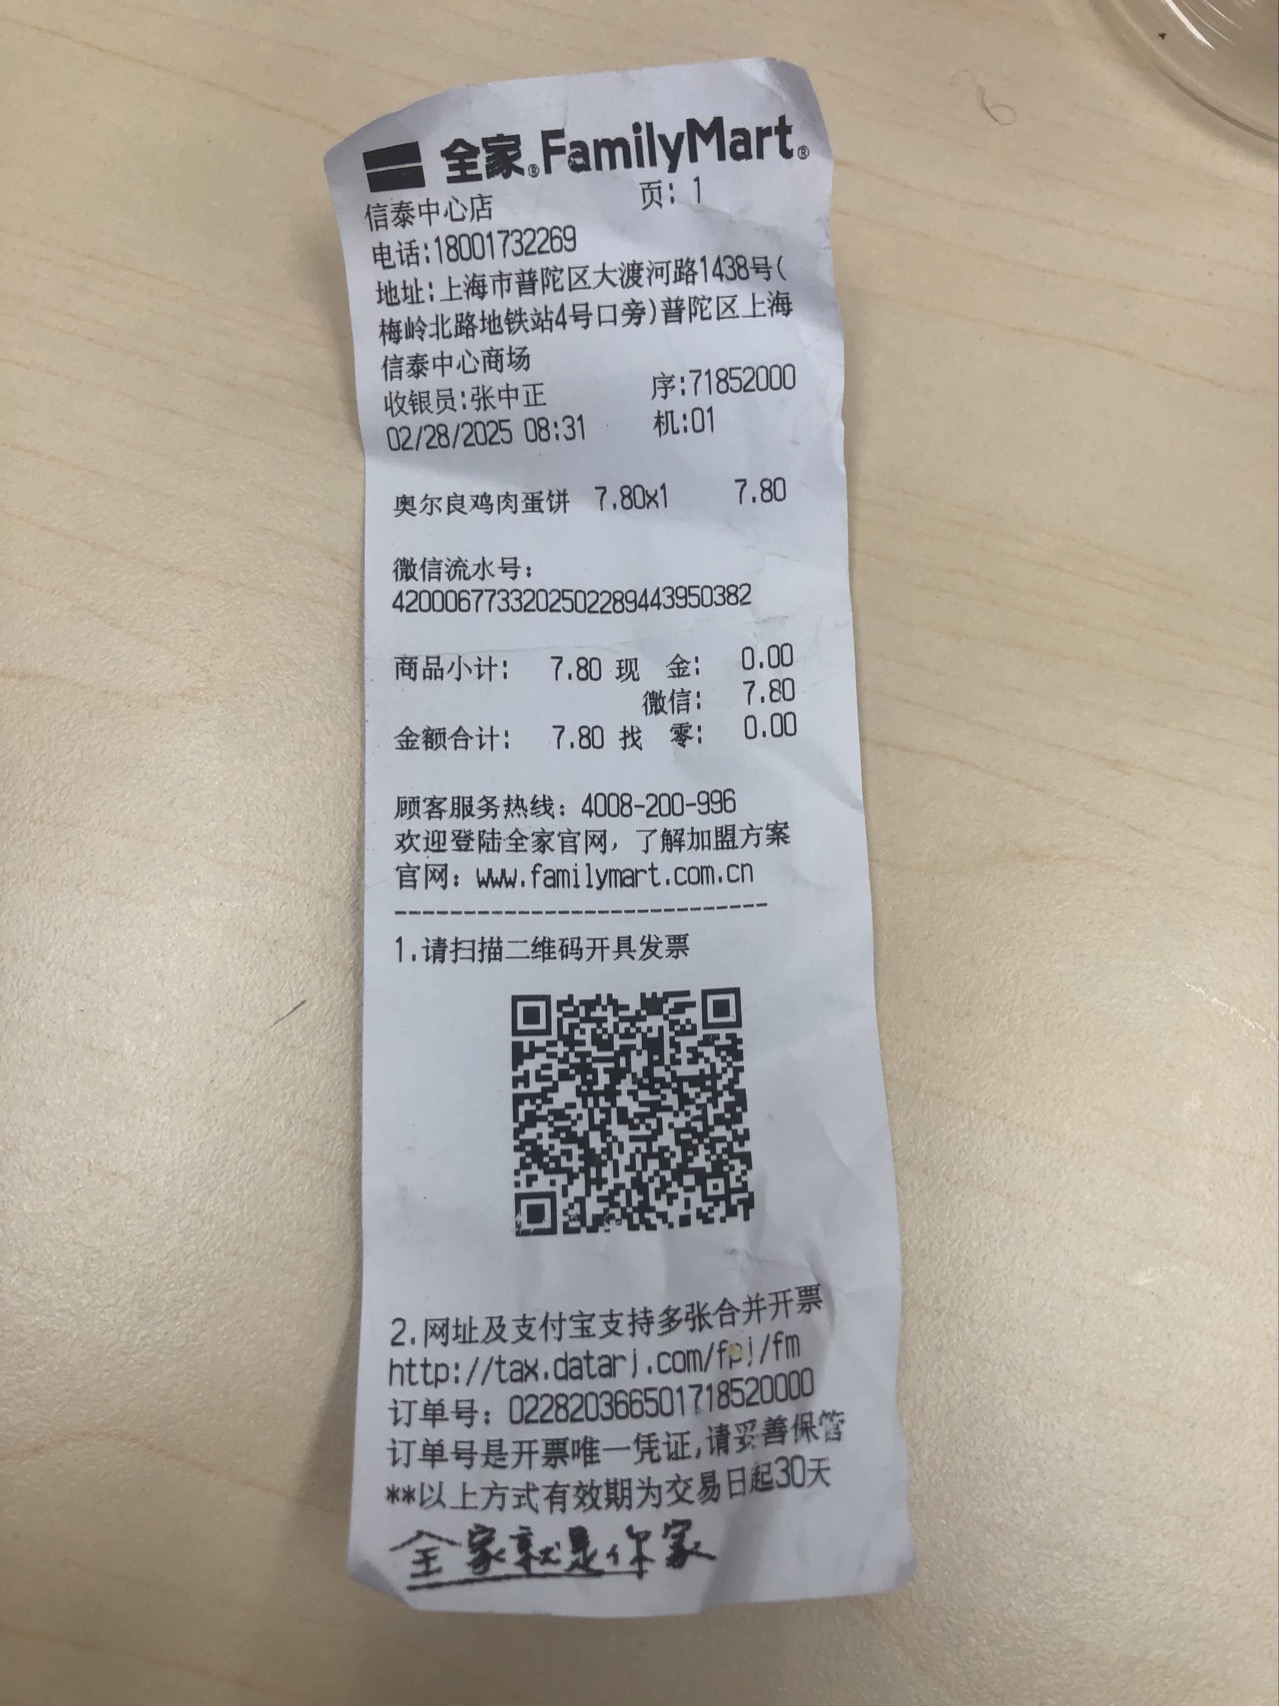 全家®FamilyMart®
信泰中心店 页: 1
电话:18001732269
地址:上海市普陀区大渡河路1438号(
梅岭北路地铁站4号口旁)普陀区上海
信泰中心商场
收银员:张中正 序:71852000
02/28/2025 08:31 机:01
奥尔良鸡肉蛋饼 7.80x1 7.80
微信流水号:
4200067733202502289443950382
商品小计: 7.80 现 金: 0.00
微信: 7.80
金额合计: 7.80 找 零: 0.00
顾客服务热线: 4008-200-996
欢迎登陆全家官网, 了解加盟方案
官网: www.familymart.com.cn
----------------------------
1.请扫描二维码开具发票
2.网址及支付宝支持多张合并开票
http://tax.datarj.com/fpj/fm
订单号: 0228203665017185​20000
订单号是开票唯一凭证,请妥善保管
**以上方式有效期为交易日起30天
全家就是你家